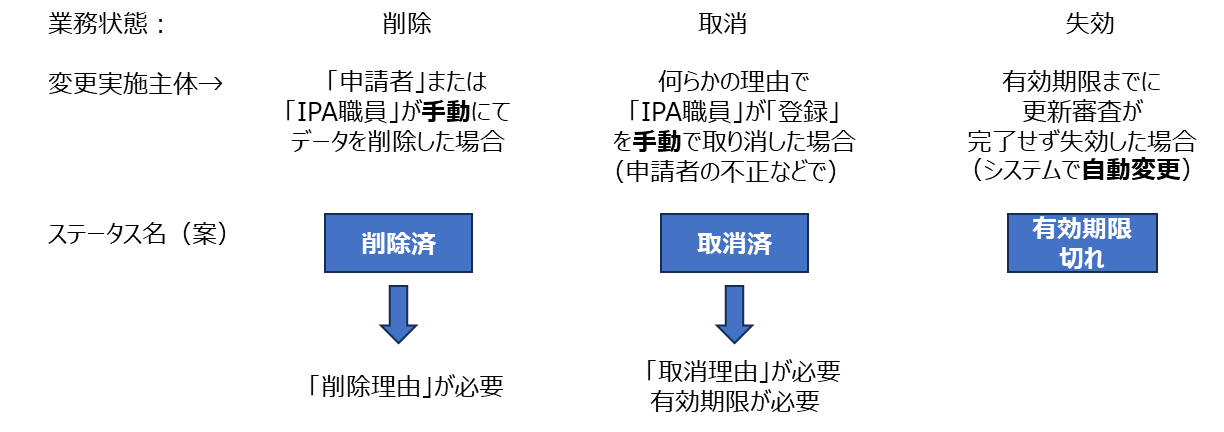 業務状態： 削除 取消 失効
変更実施主体→
「申請者」または
「IPA職員」が手動にて
データを削除した場合
何らかの理由で
「IPA職員」が「登録」
を手動で取り消した場合
（申請者の不正などで）
有効期限までに
更新審査が
完了せず失効した場合
（システムで自動変更）
ステータス名（案）
削除済
取消済
有効期限
切れ
「削除理由」が必要
「取消理由」が必要
有効期限が必要